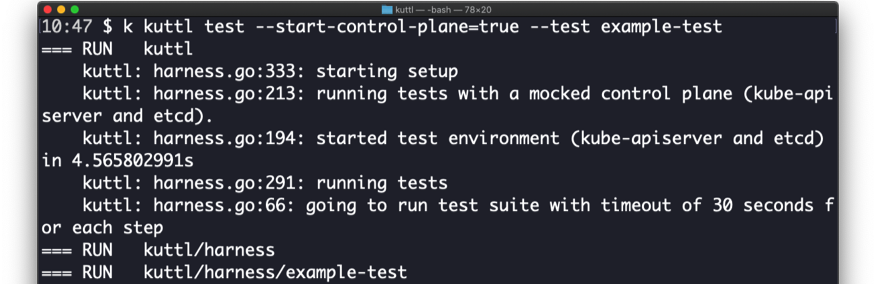 kuttl — -bash — 78×20
10:47 $ k kuttl test --start-control-plane=true --test example-test
=== RUN   kuttl
    kuttl: harness.go:333: starting setup
    kuttl: harness.go:213: running tests with a mocked control plane (kube-api
server and etcd).
    kuttl: harness.go:194: started test environment (kube-apiserver and etcd)
in 4.565802991s
    kuttl: harness.go:291: running tests
    kuttl: harness.go:66: going to run test suite with timeout of 30 seconds f
or each step
=== RUN   kuttl/harness
=== RUN   kuttl/harness/example-test